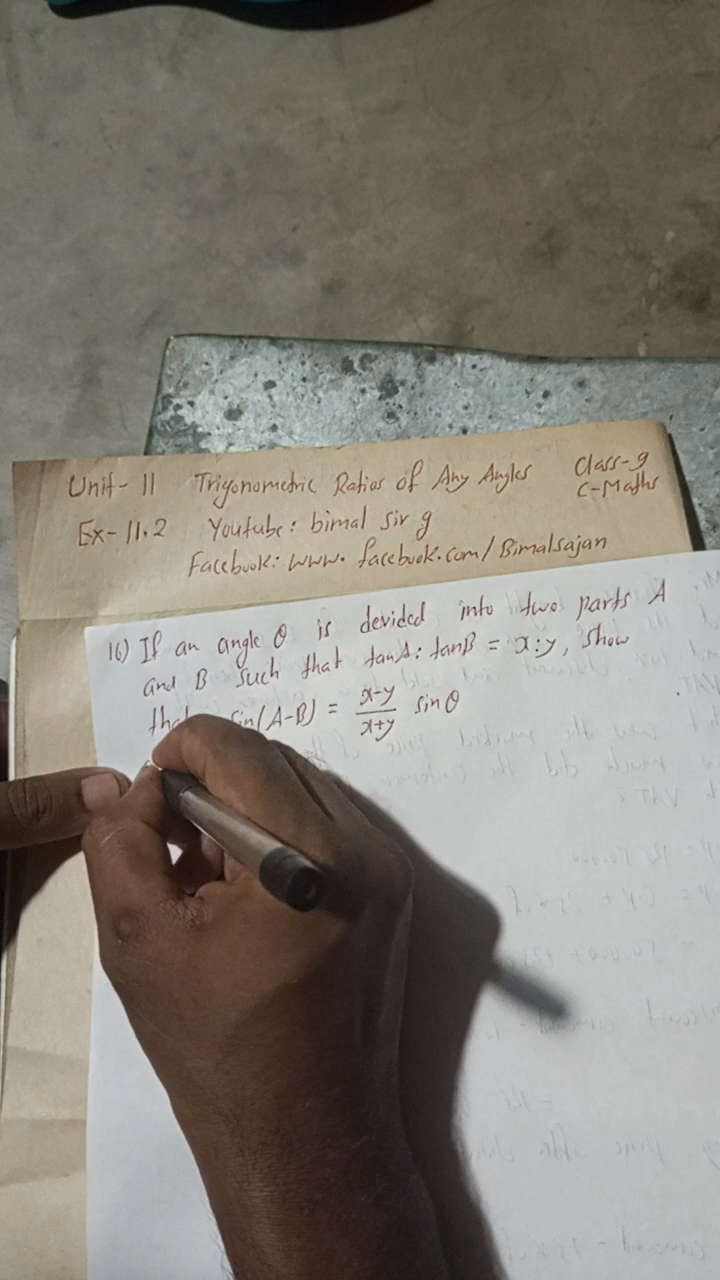 Unit- 11 Trigonometric Ratios of Any Angles Class-9
C-Maths
Ex-11.2 Youtube: bimal sir g
Facebook: www. facebook.com/Bimalsajan
16) If an angle θ is devided into two parts A
and B such that tanA: tanB = x:y, show
that sin(A-B) = x-y/x+y sinθ